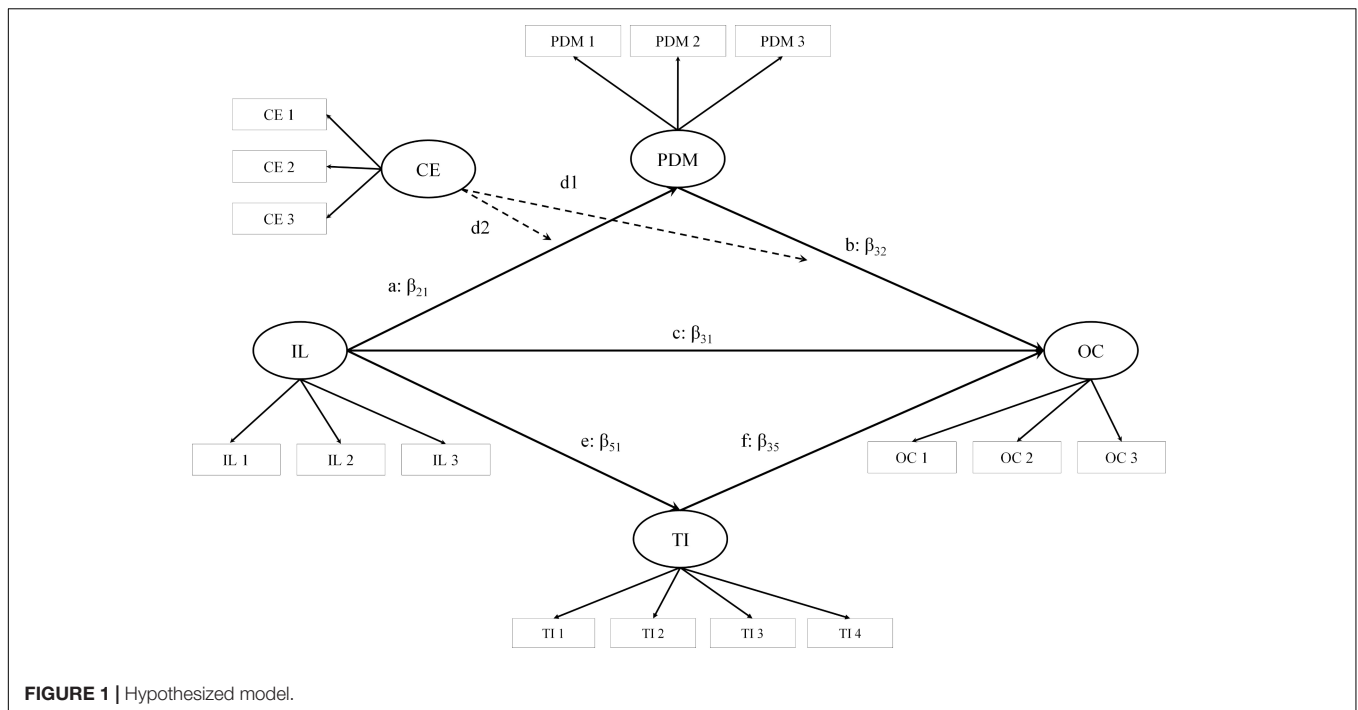 PDM 1 PDM 2 PDM 3
CE 1
CE 2
CE 3
CE
PDM
d1
d2
b: β32
a: β21
c: β31
IL
OC
e: β51
f: β35
IL 1 IL 2 IL 3
OC 1 OC 2 OC 3
TI
TI 1 TI 2 TI 3 TI 4
FIGURE 1 | Hypothesized model.